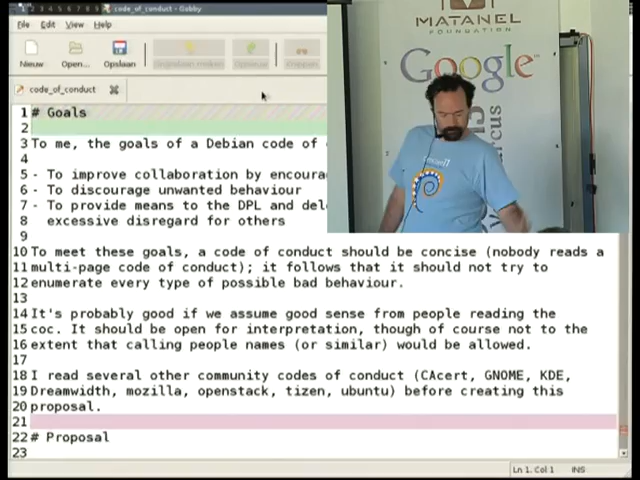 code_of_conduct - Gobby
File Edit View Help
Nieuw Open... Opslaan
code_of_conduct
1 # Goals
2
3 To me, the goals of a Debian code of
4
5 - To improve collaboration by encoura
6 - To discourage unwanted behaviour
7 - To provide means to the DPL and del
8 excessive disregard for others
9
10 To meet these goals, a code of conduct should be concise (nobody reads a
11 multi-page code of conduct); it follows that it should not try to
12 enumerate every type of possible bad behaviour.
13
14 It's probably good if we assume good sense from people reading the
15 coc. It should be open for interpretation, though of course not to the
16 extent that calling people names (or similar) would be allowed.
17
18 I read several other community codes of conduct (CAcert, GNOME, KDE,
19 Dreamwidth, mozilla, openstack, tizen, ubuntu) before creating this
20 proposal.
21
22 # Proposal
23
Ln 1, Col 1 INS
MATANEL
FOUNDATION
Google